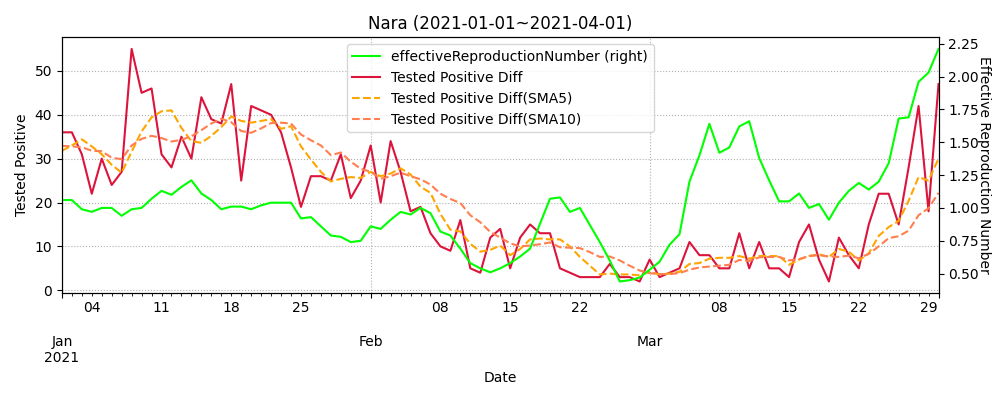 Nara (2021-01-01~2021-04-01)
effectiveReproductionNumber (right)
Tested Positive Diff
Tested Positive Diff(SMA5)
Tested Positive Diff(SMA10)
Tested Positive
50
40
30
20
10
0
2.25
2.00
1.75
1.50
1.25
1.00
0.75
0.50
Effective Reproduction Number
04 11 18 25 08 15 22 08 15 22 29
Jan Feb Mar
2021
Date